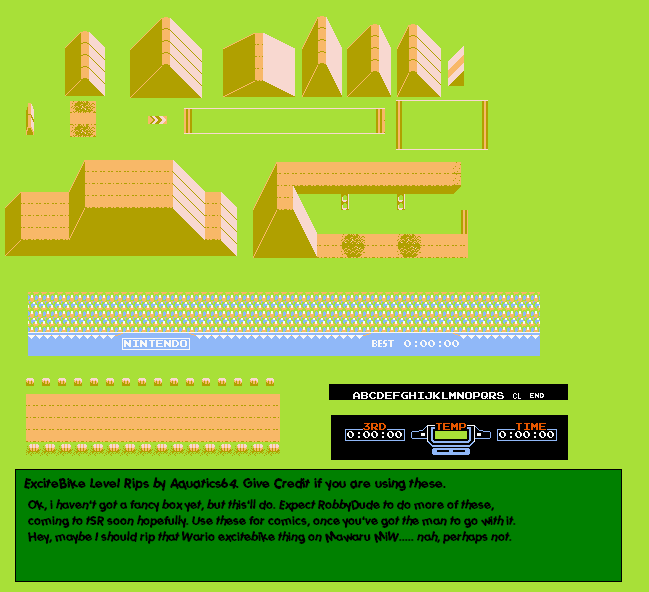 NINTENDO
BEST 0:00:00
ABCDEFGHIJKLMNOPQRS CL END
3RD TEMP TIME
0:00:00 0:00:00
ExciteBike Level Rips by Aquatics64. Give Credit if you are using these.
Ok, i haven't got a fancy box yet, but this'll do. Expect RobbyDude to do more of these,
coming to tSR soon hopefully. Use these for comics, once you've got the man to go with it.
Hey, maybe I should rip that Wario excitebike thing on Mawaru MIW..... nah, perhaps not.